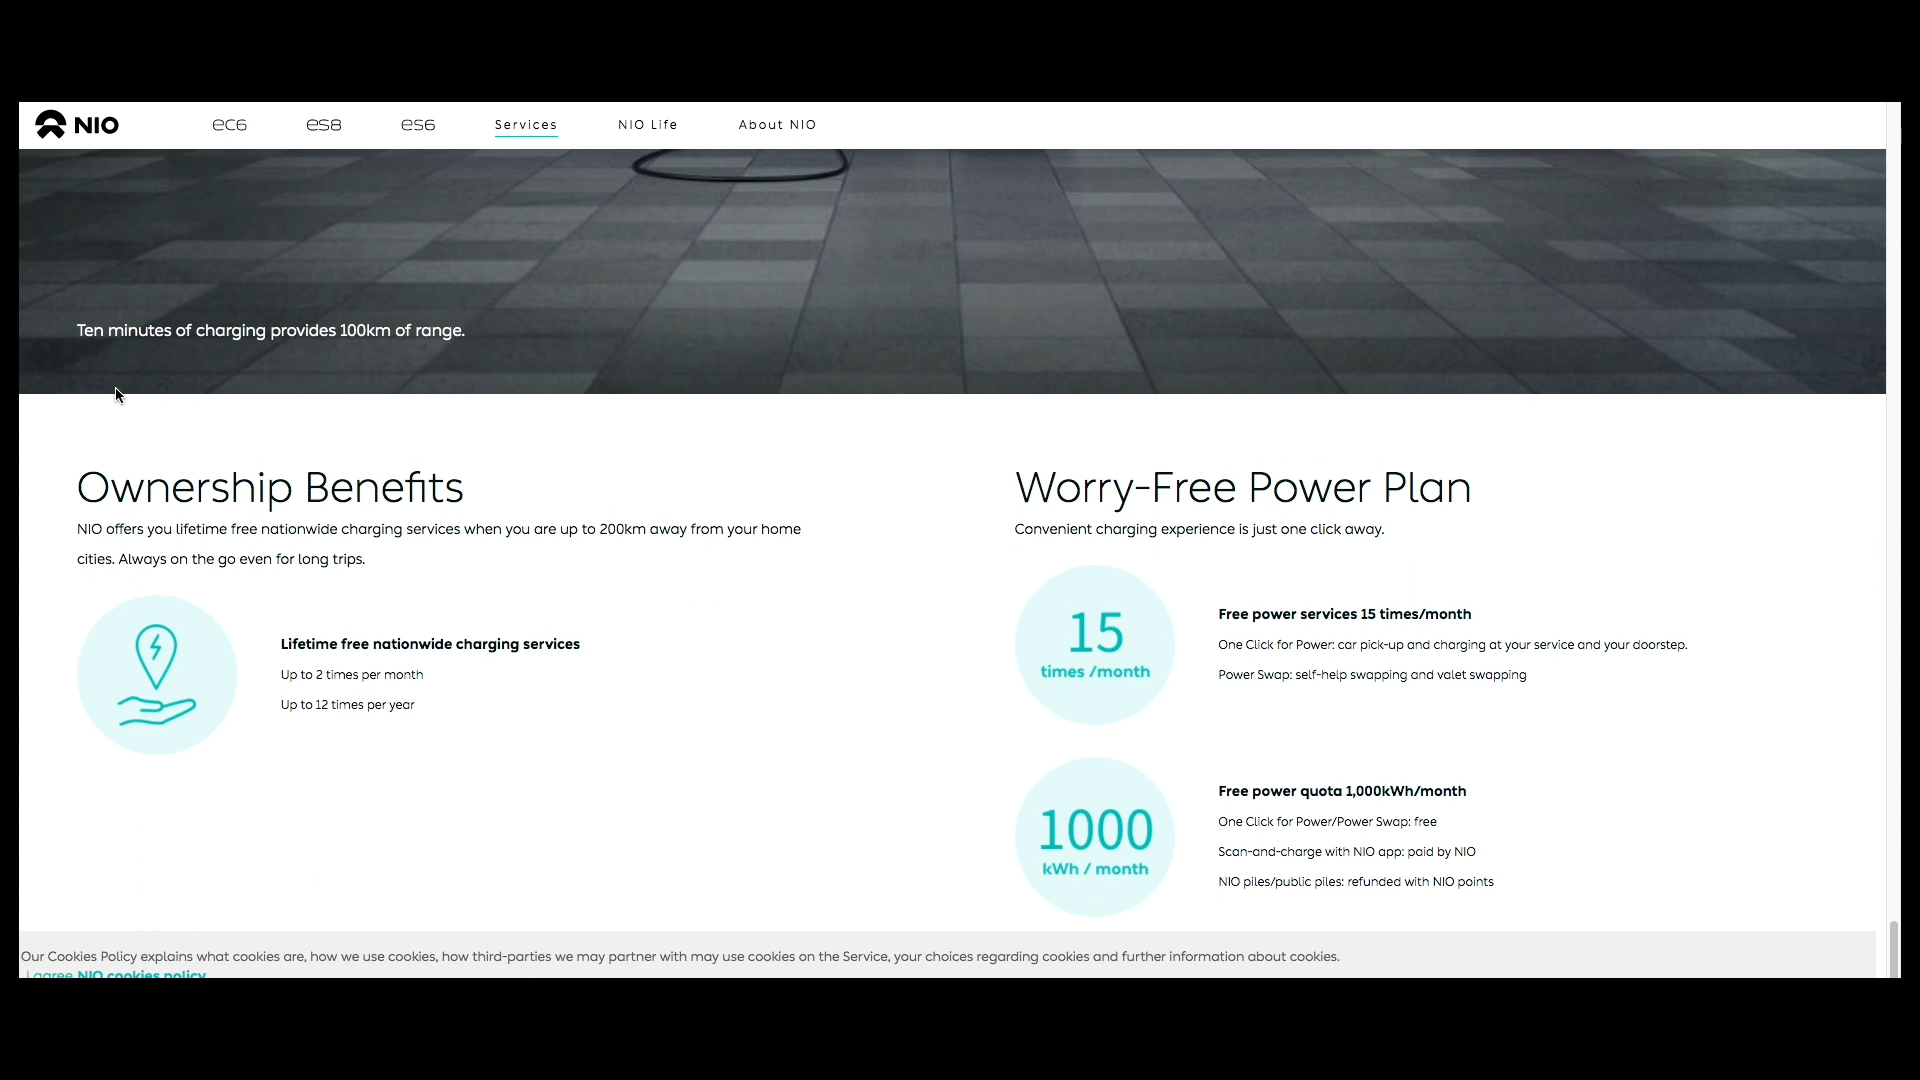 NIO
ec6
es8
es6
Services
NIO Life
About NIO
Ten minutes of charging provides 100km of range.
Ownership Benefits
NIO offers you lifetime free nationwide charging services when you are up to 200km away from your home
cities. Always on the go even for long trips.
Lifetime free nationwide charging services
Up to 2 times per month
Up to 12 times per year
Worry-Free Power Plan
Convenient charging experience is just one click away.
15
times /month
Free power services 15 times/month
One Click for Power: car pick-up and charging at your service and your doorstep.
Power Swap: self-help swapping and valet swapping
1000
kWh / month
Free power quota 1,000kWh/month
One Click for Power/Power Swap: free
Scan-and-charge with NIO app: paid by NIO
NIO piles/public piles: refunded with NIO points
Our Cookies Policy explains what cookies are, how we use cookies, how third-parties we may partner with may use cookies on the Service, your choices regarding cookies and further information about cookies.
I agree NIO cookies policy